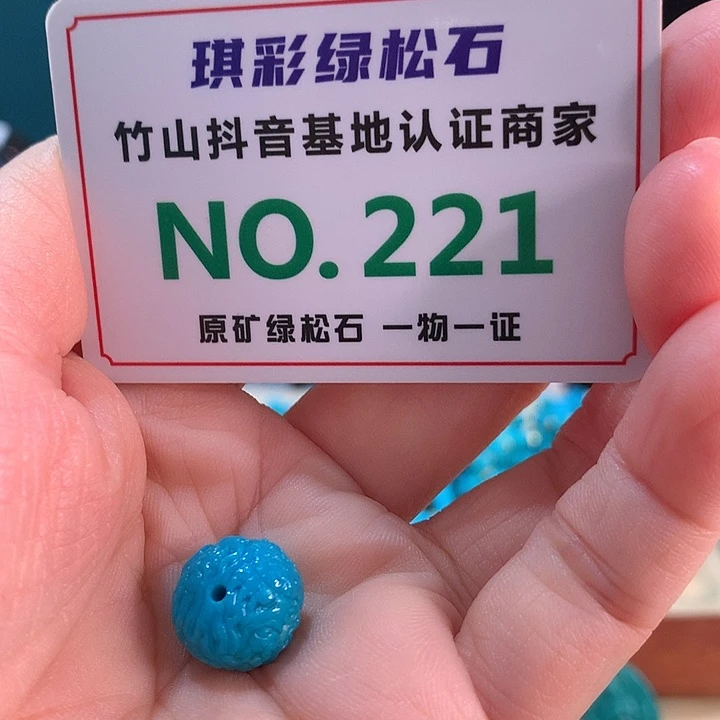 琪彩绿松石
竹山抖音基地认证商家
NO.221
原矿绿松石 一物一证